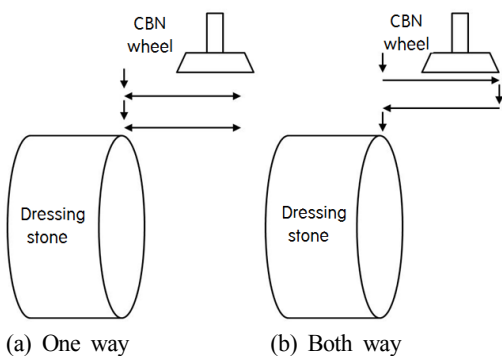 CBN
wheel
CBN
wheel
Dressing
stone
Dressing
stone
(a) One way
(b) Both way